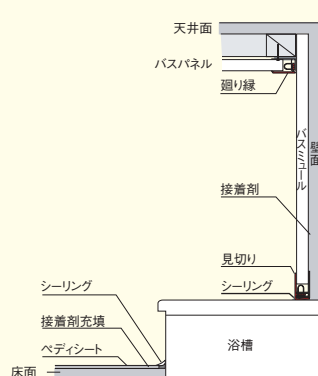 天井面
バスパネル
廻り縁
バスミュール
壁面
接着剤
見切り
シーリング
シーリング
接着剤充填
ペディシート
浴槽
床面